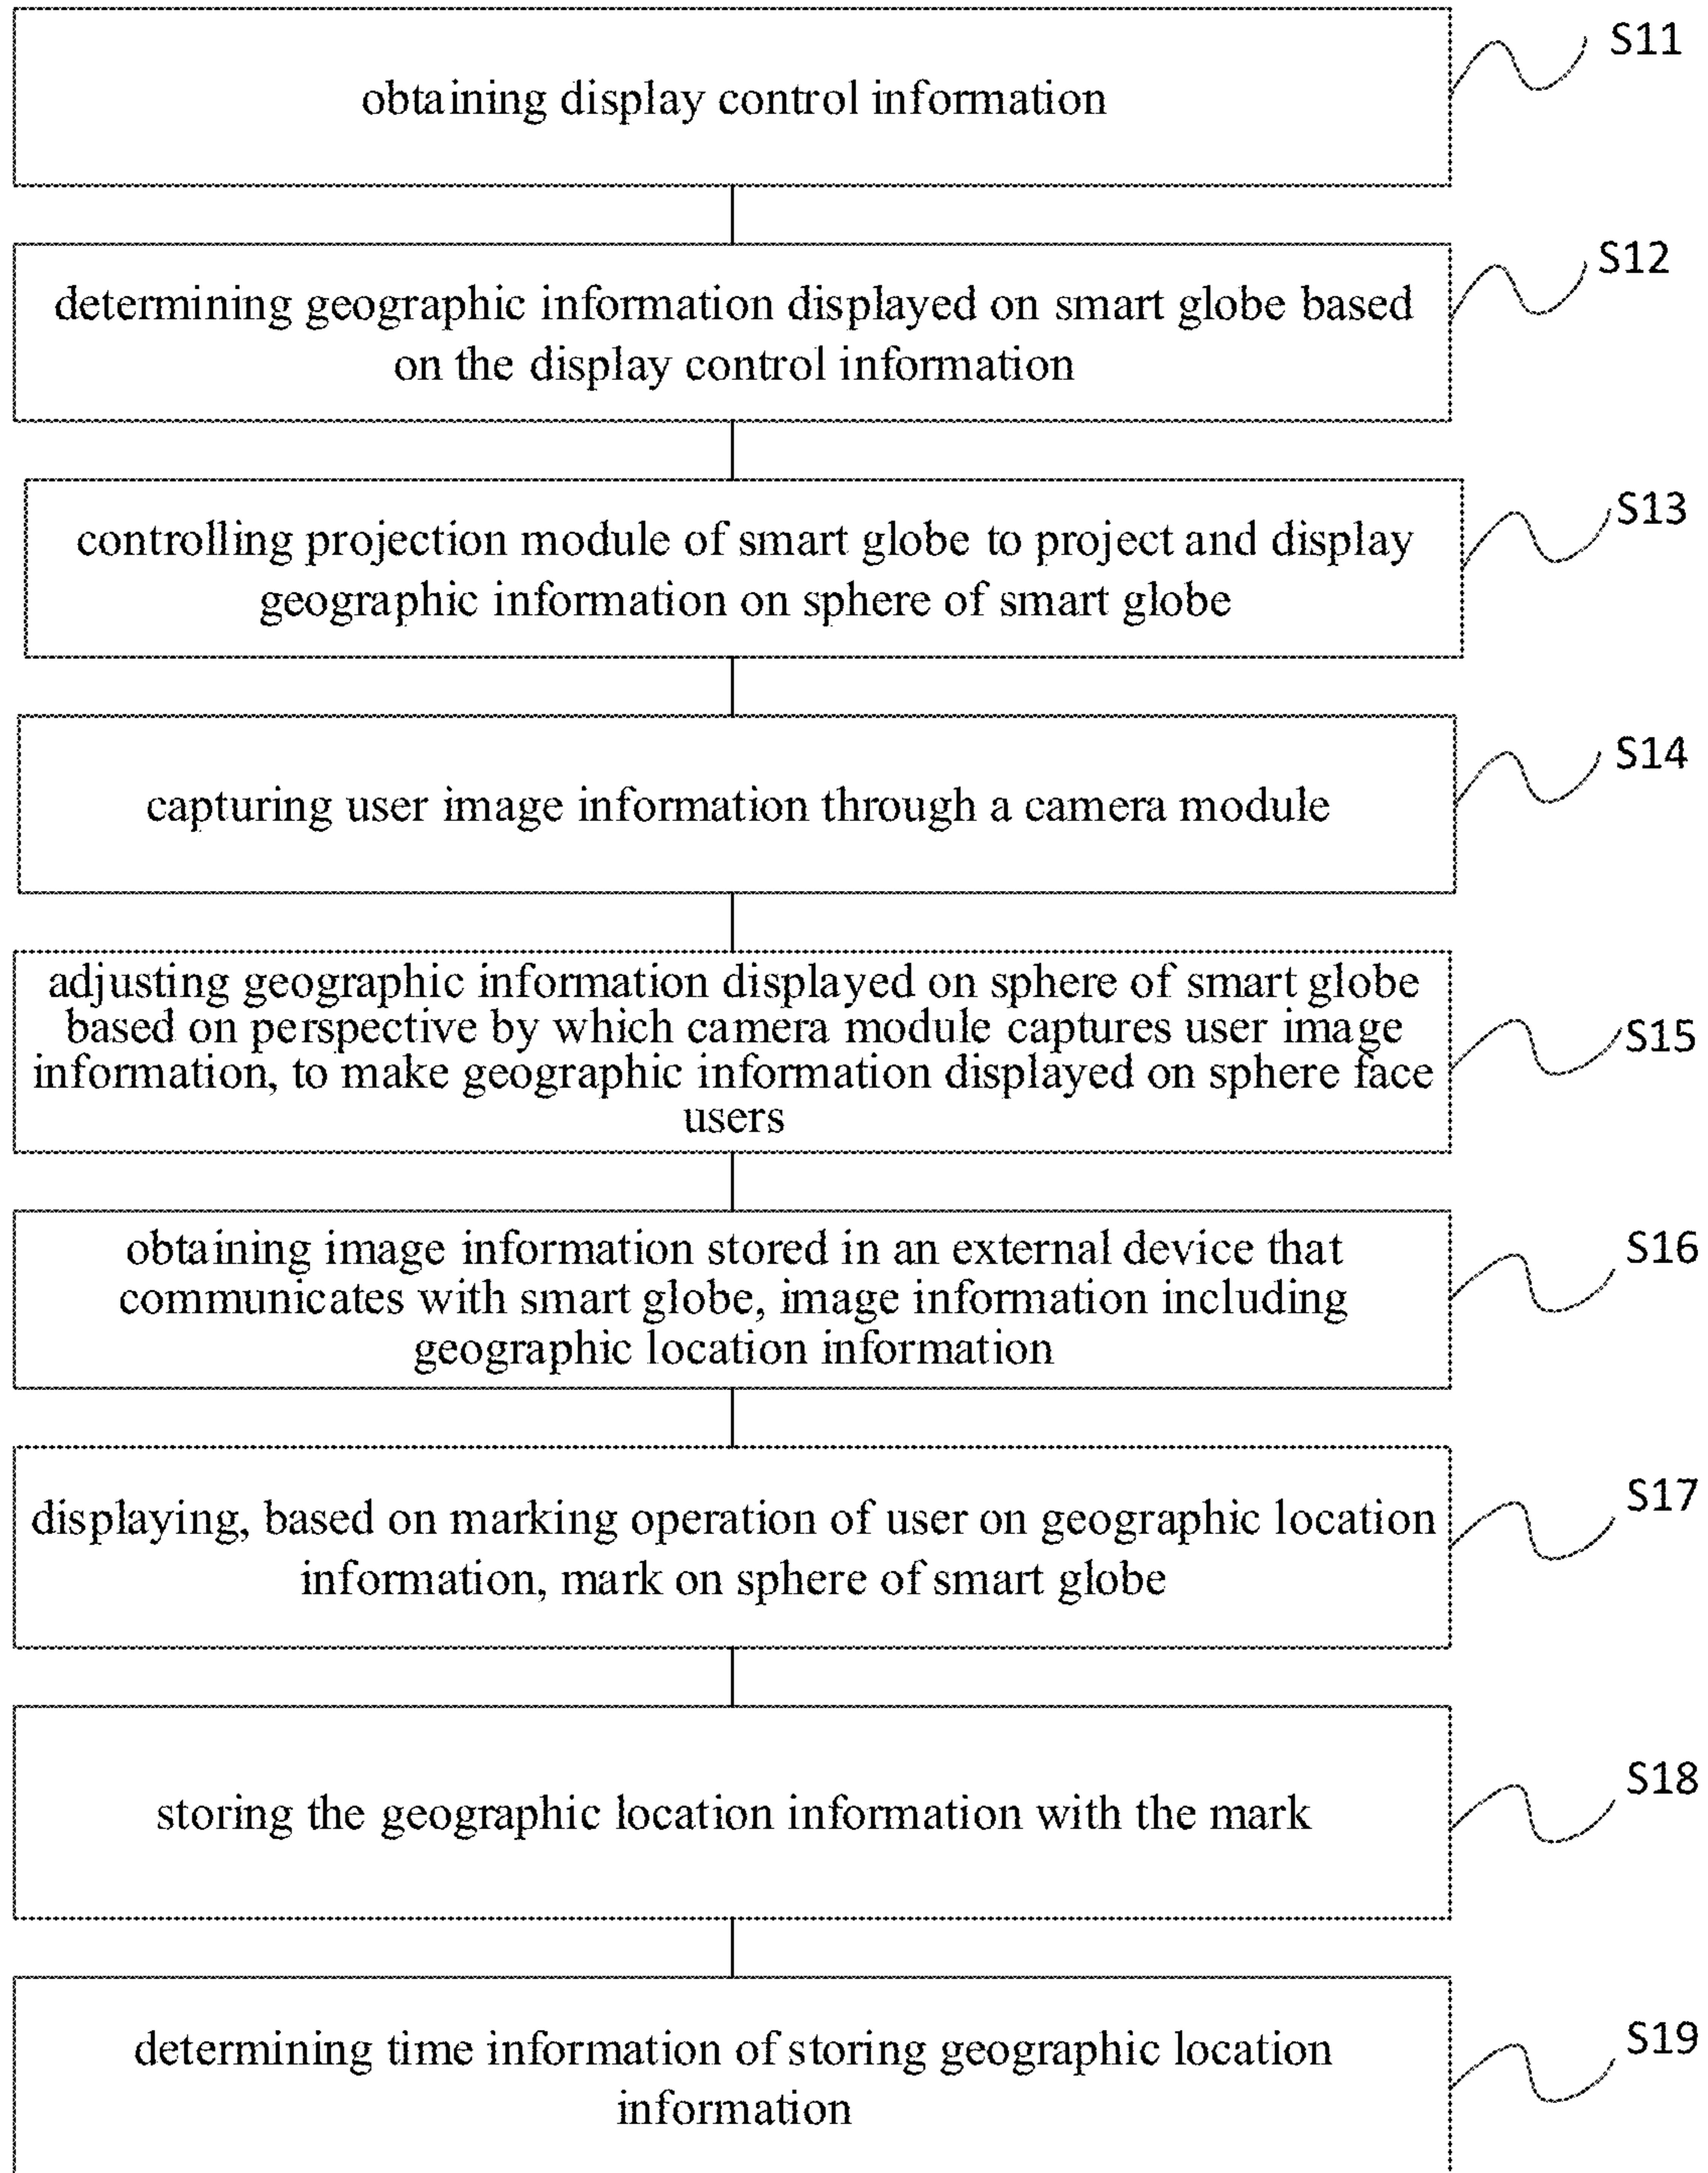 obtaining display control information
S11
determining geographic information displayed on smart globe based
on the display control information
S12
controlling projection module of smart globe to project and display
geographic information on sphere of smart globe
S13
capturing user image information through a camera module
S14
adjusting geographic information displayed on sphere of smart globe
based on perspective by which camera module captures user image
information, to make geographic information displayed on sphere face
users
S15
obtaining image information stored in an external device that
communicates with smart globe, image information including
geographic location information
S16
displaying, based on marking operation of user on geographic location
information, mark on sphere of smart globe
S17
storing the geographic location information with the mark
S18
determining time information of storing geographic location
information
S19